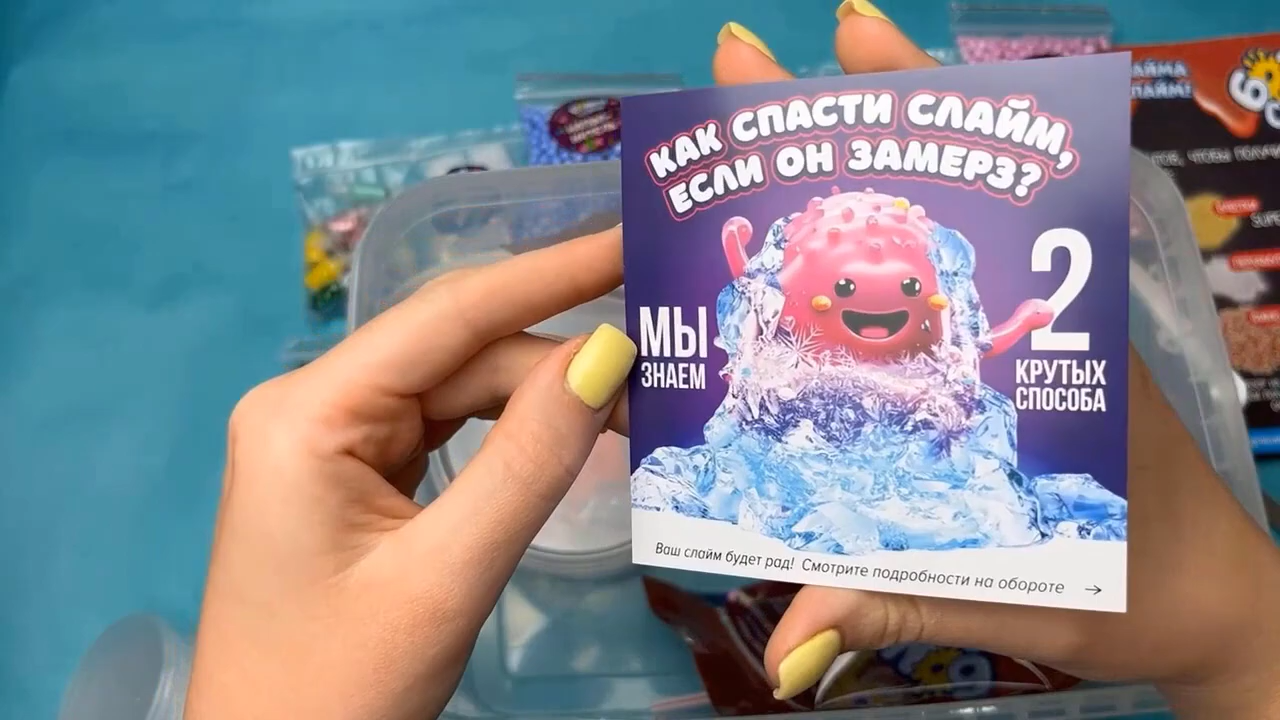 КАК СПАСТИ СЛАЙМ,
ЕСЛИ ОН ЗАМЕРЗ?
МЫ
ЗНАЕМ
2
КРУТЫХ
СПОСОБА
Ваш слайм будет рад! Смотрите подробности на обороте →